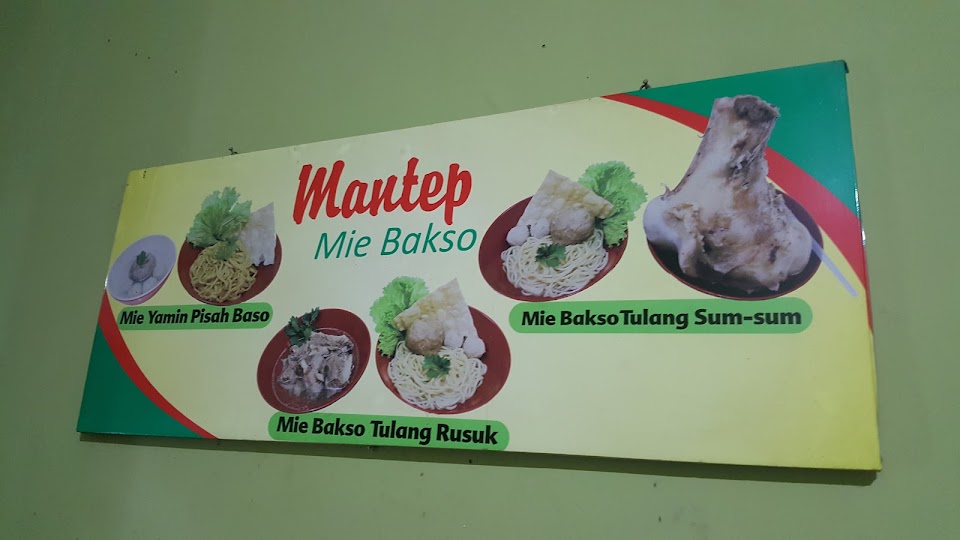 Mantep
Mie Bakso
Mie Yamin Pisah Baso
Mie Bakso Tulang Sum-sum
Mie Bakso Tulang Rusuk